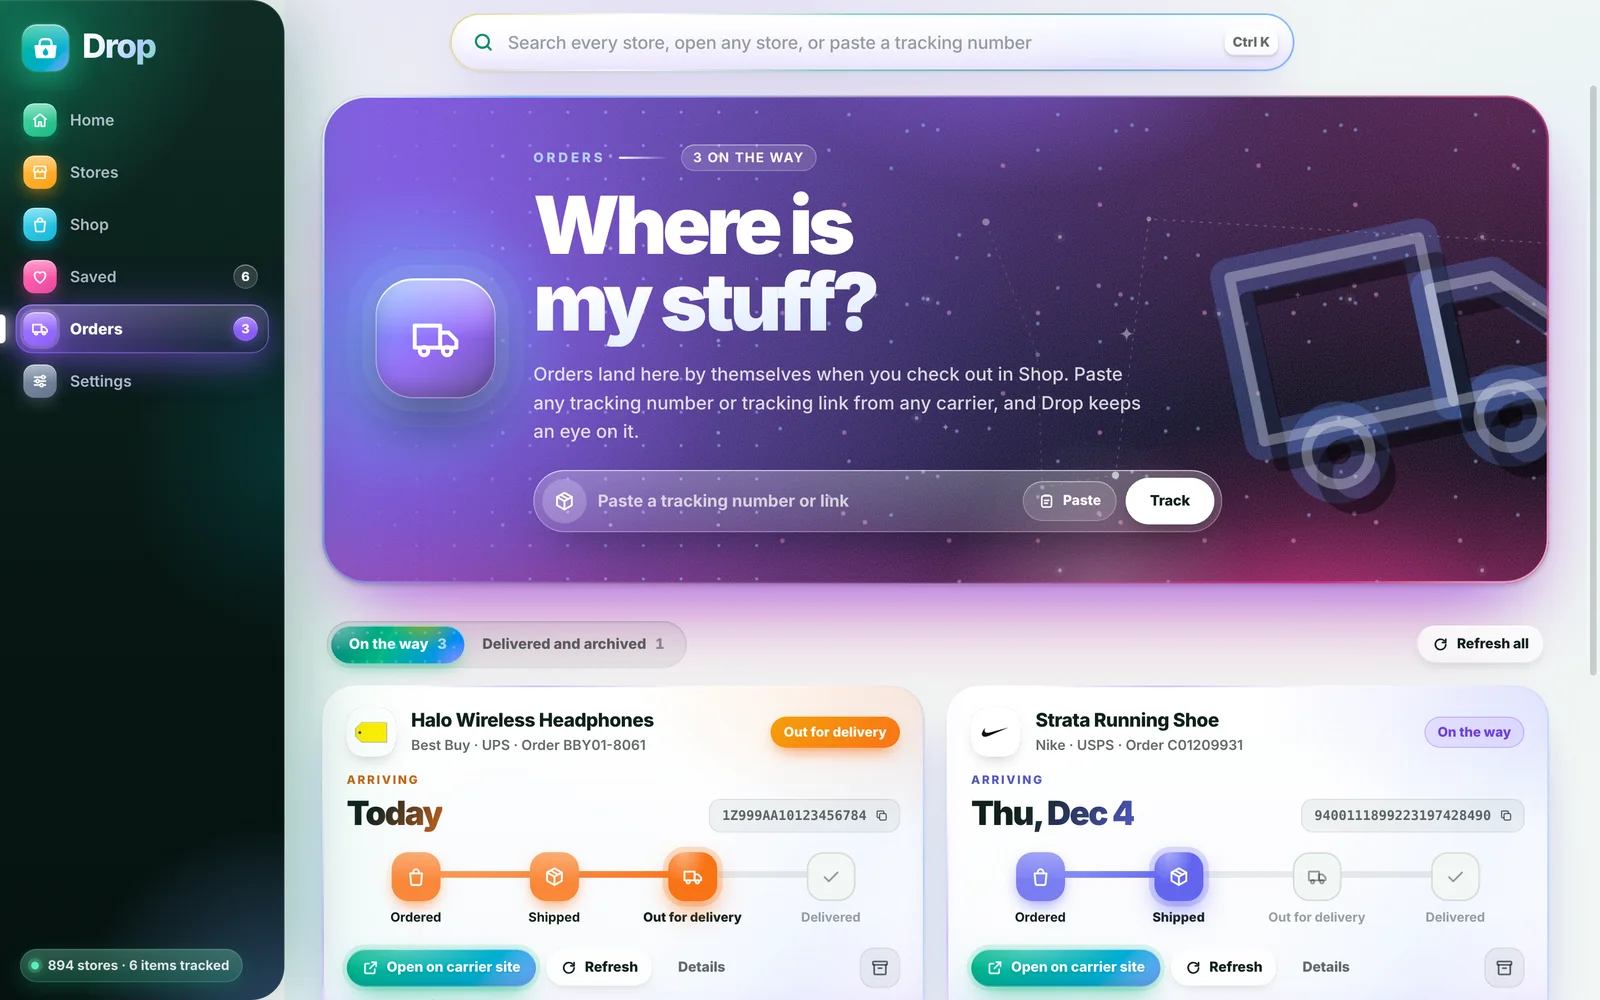 Drop
Search every store, open any store, or paste a tracking number
Ctrl K
Home
Stores
Shop
Saved 6
Orders 3
Settings
894 stores · 6 items tracked
ORDERS
3 ON THE WAY
Where is
my stuff?
Orders land here by themselves when you check out in Shop. Paste
any tracking number or tracking link from any carrier, and Drop keeps
an eye on it.
Paste a tracking number or link
Paste
Track
On the way 3
Delivered and archived 1
Refresh all
Halo Wireless Headphones
Best Buy · UPS · Order BBY01-8061
Out for delivery
ARRIVING
Today
1Z999AA10123456784
Ordered
Shipped
Out for delivery
Delivered
Open on carrier site
Refresh
Details
Strata Running Shoe
Nike · USPS · Order C01209931
On the way
ARRIVING
Thu, Dec 4
9400111899223197428490
Ordered
Shipped
Out for delivery
Delivered
Open on carrier site
Refresh
Details